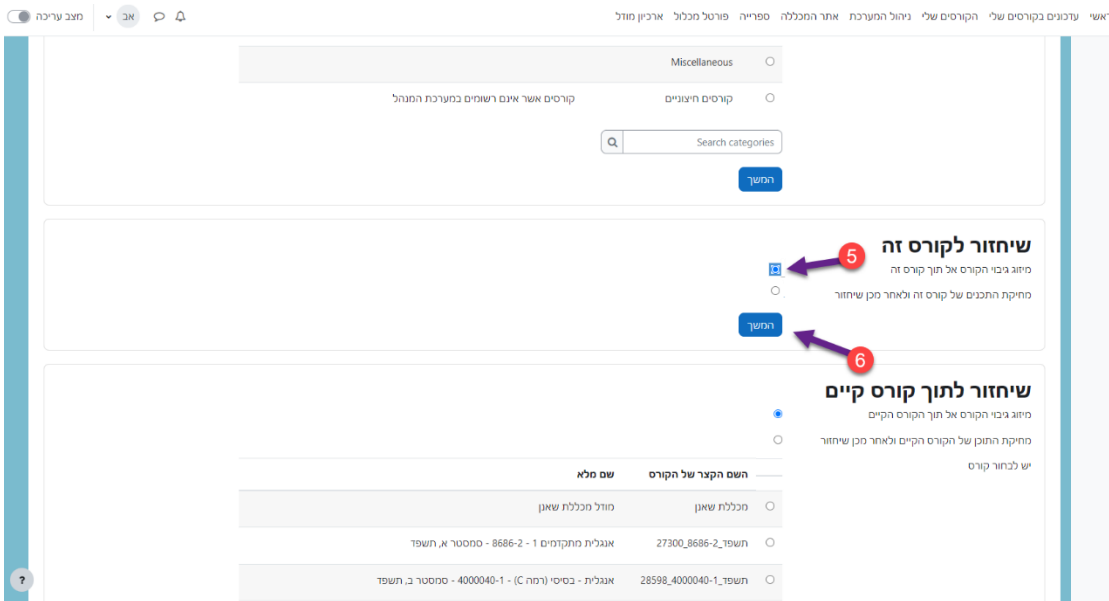 ראשי עדכונים בקורסים שלי הקורסים שלי ניהול המערכת אתר המכללה ספרייה פורטל מכלול ארכיון מודל אב מצב עריכה
Miscellaneous
קורסים חיצוניים קורסים אשר אינם רשומים במערכת המנהל
Search categories
המשך
שיחזור לקורס זה
5
מיזוג גיבוי הקורס אל תוך קורס זה
מחיקת התכנים של קורס זה ולאחר מכן שיחזור
המשך
6
שיחזור לתוך קורס קיים
מיזוג גיבוי הקורס אל תוך הקורס הקיים
מחיקת התוכן של הקורס הקיים ולאחר מכן שיחזור
יש לבחור קורס
השם הקצר של הקורס שם מלא
מכללת שאנן מודל מכללת שאנן
תשפד_27300_8686-2 אנגלית מתקדמים 1 - 8686-2 - סמסטר א, תשפד
תשפד_28598_4000040-1 אנגלית - בסיסי (רמה C) - 4000040-1 - סמסטר ב, תשפד
?